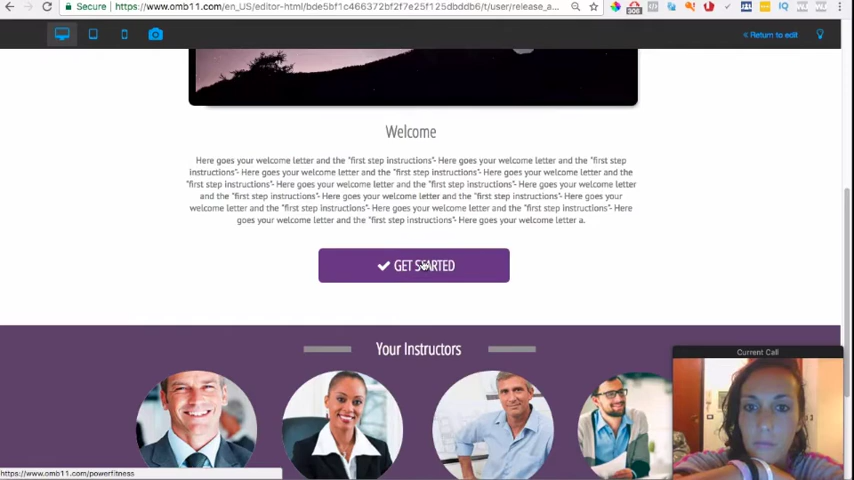 Secure
https://www.omb11.com/en_US/editor-html/bde5bf1c466372bf2f7e25f125dbddb6/t/user/release_a...
306
< Return to edit
Welcome
Here goes your welcome letter and the "first step instructions"- Here goes your welcome letter and the "first step
instructions"- Here goes your welcome letter and the "first step instructions"- Here goes your welcome letter and the
"first step instructions"- Here goes your welcome letter and the "first step instructions"- Here goes your welcome letter
and the "first step instructions"- Here goes your welcome letter and the "first step instructions"- Here goes your
welcome letter and the "first step instructions"- Here goes your welcome letter and the "first step instructions"- Here
goes your welcome letter and the "first step instructions"- Here goes your welcome letter a.
GET STARTED
Your Instructors
Current Call
https://www.omb11.com/powerfitness